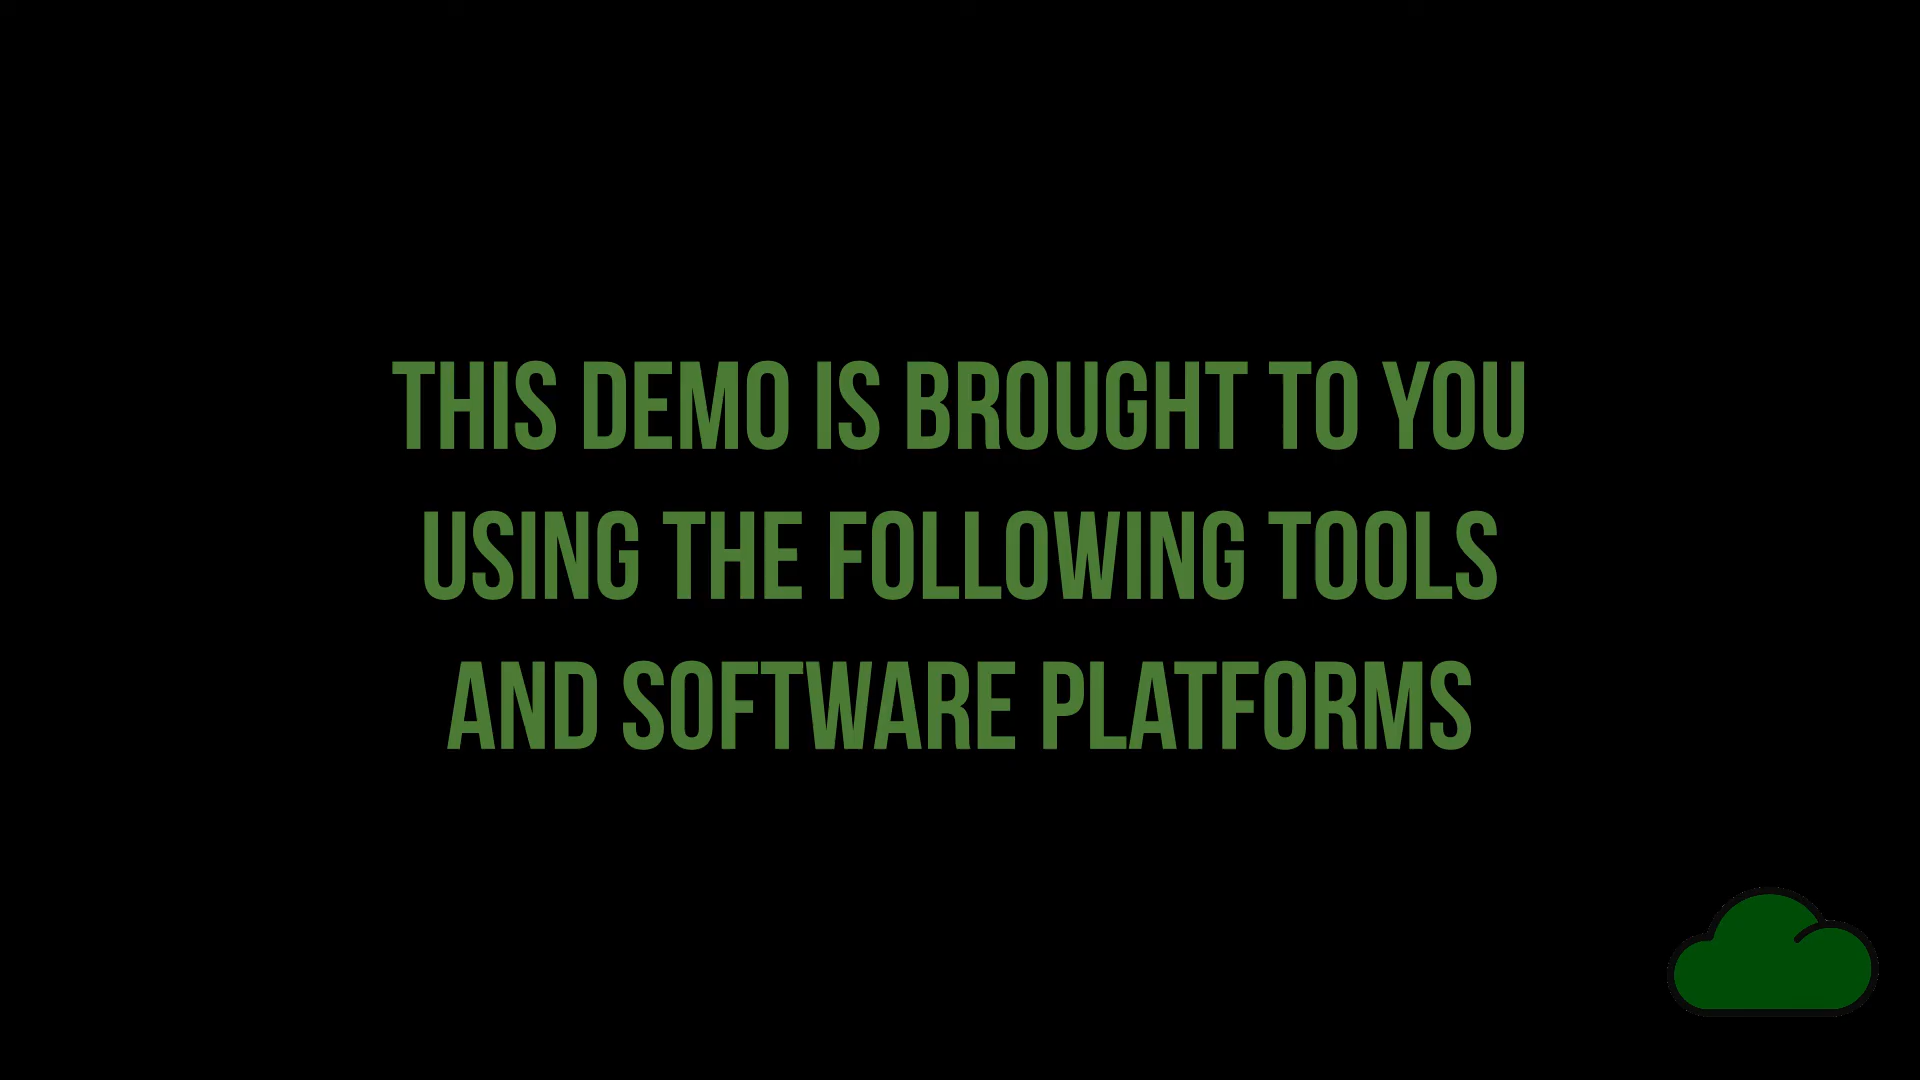 THIS DEMO IS BROUGHT TO YOU
USING THE FOLLOWING TOOLS
AND SOFTWARE PLATFORMS